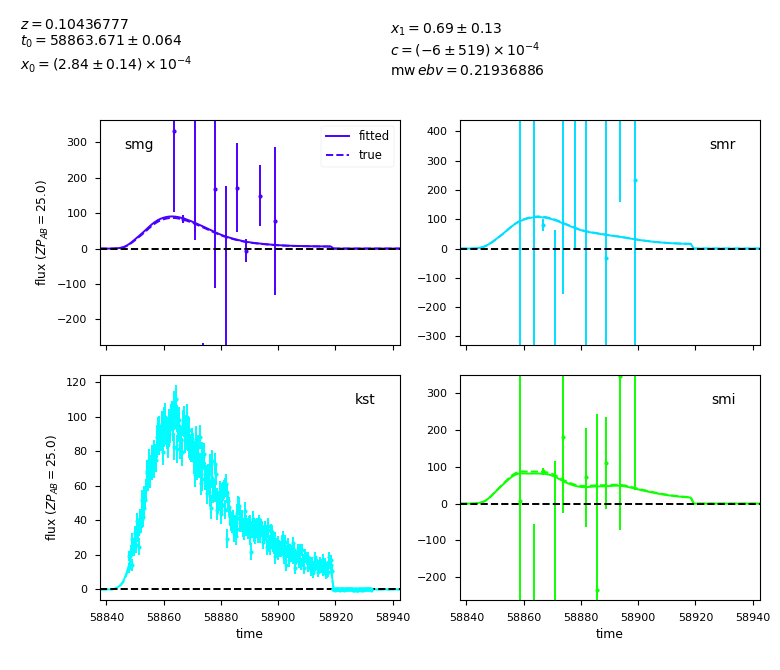 z = 0.10436777
t₀ = 58863.671 ± 0.064
x₀ = (2.84 ± 0.14) × 10⁻⁴
x₁ = 0.69 ± 0.13
c = (−6 ± 519) × 10⁻⁴
mw ebv = 0.21936886
smg
fitted
true
300
200
100
0
−100
−200
flux (ZP_AB = 25.0)
smr
400
300
200
100
0
−100
−200
−300
kst
120
100
80
60
40
20
0
flux (ZP_AB = 25.0)
58840 58860 58880 58900 58920 58940
time
smi
300
200
100
0
−100
−200
58840 58860 58880 58900 58920 58940
time